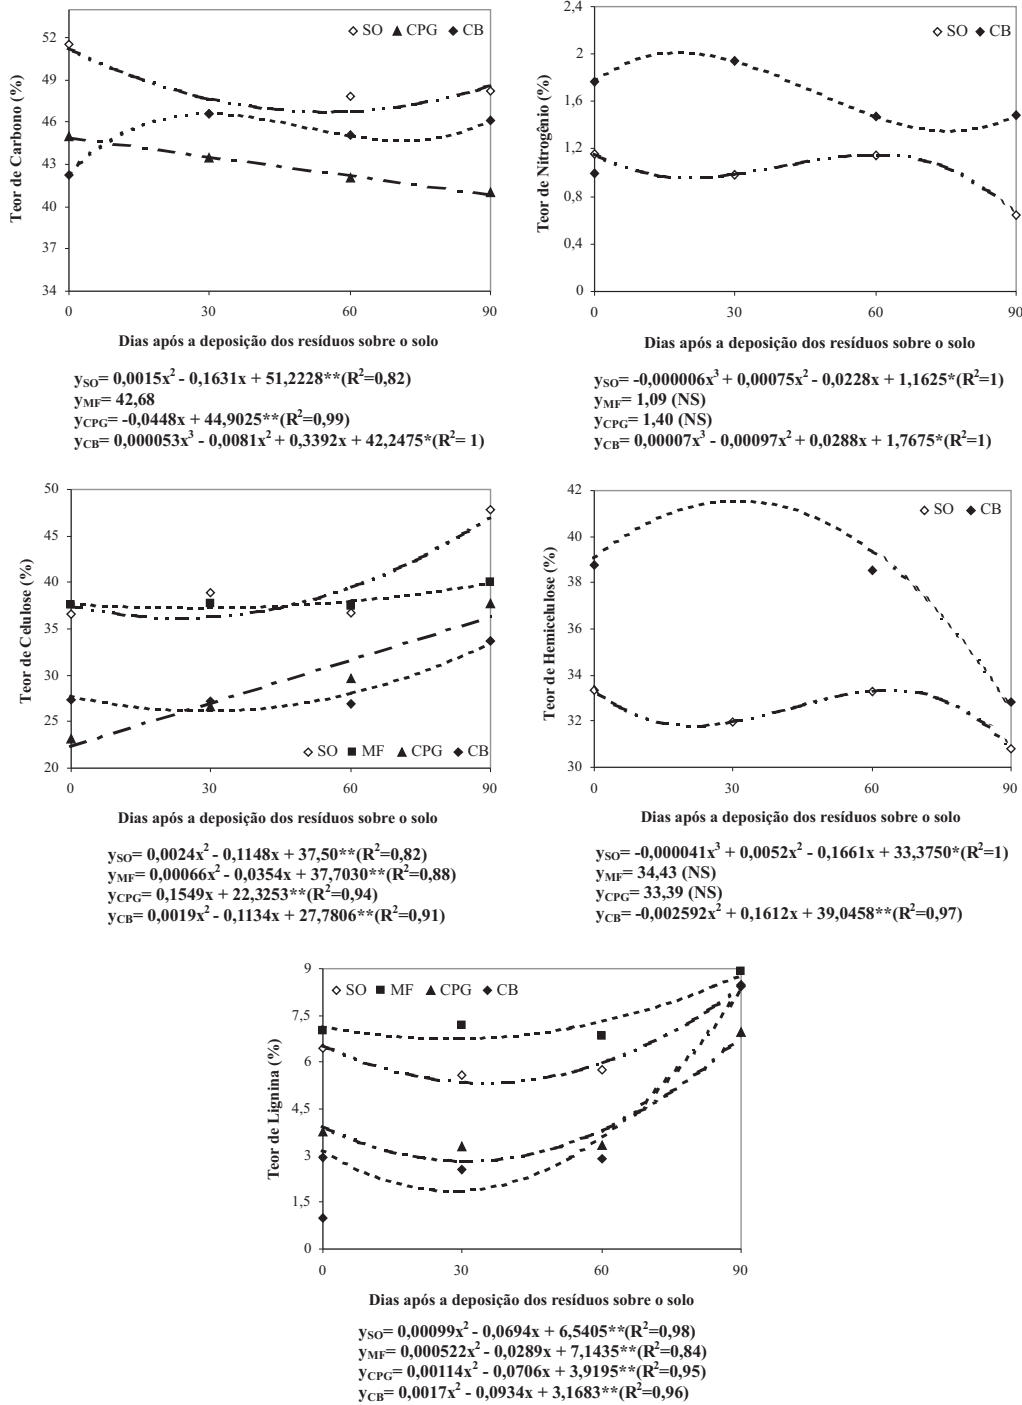 SO CPG CB
Teor de Carbono (%)
52
49
46
43
40
37
34
0 30 60 90
Dias após a deposição dos resíduos sobre o solo
ySO= 0,0015x² - 0,1631x + 51,2228**(R²=0,82)
yMF= 42,68
yCPG= -0,0448x + 44,9025**(R²=0,99)
yCB= 0,000053x³ - 0,0081x² + 0,3392x + 42,2475*(R²= 1)
SO CB
Teor de Nitrogênio (%)
2,4
2
1,6
1,2
0,8
0,4
0
0 30 60 90
Dias após a deposição dos resíduos sobre o solo
ySO= -0,000006x³ + 0,00075x² - 0,0228x + 1,1625*(R²=1)
yMF= 1,09 (NS)
yCPG= 1,40 (NS)
yCB= 0,00007x³ - 0,00097x² + 0,0288x + 1,7675*(R²=1)
Teor de Celulose (%)
50
45
40
35
30
25
20
SO MF CPG CB
0 30 60 90
Dias após a deposição dos resíduos sobre o solo
ySO= 0,0024x² - 0,1148x + 37,50**(R²=0,82)
yMF= 0,00066x² - 0,0354x + 37,7030**(R²=0,88)
yCPG= 0,1549x + 22,3253**(R²=0,94)
yCB= 0,0019x² - 0,1134x + 27,7806**(R²=0,91)
SO CB
Teor de Hemicelulose (%)
42
40
38
36
34
33
32
30
0 30 60 90
Dias após a deposição dos resíduos sobre o solo
ySO= -0,000041x³ + 0,0052x² - 0,1661x + 33,3750*(R²=1)
yMF= 34,43 (NS)
yCPG= 33,39 (NS)
yCB= -0,002592x² + 0,1612x + 39,0458**(R²=0,97)
SO MF CPG CB
Teor de Lignina (%)
9
7,5
6
4,5
3
1,5
0
0 30 60 90
Dias após a deposição dos resíduos sobre o solo
ySO= 0,00099x² - 0,0694x + 6,5405**(R²=0,98)
yMF= 0,000522x² - 0,0289x + 7,1435**(R²=0,84)
yCPG= 0,00114x² - 0,0706x + 3,9195**(R²=0,95)
yCB= 0,0017x² - 0,0934x + 3,1683**(R²=0,96)